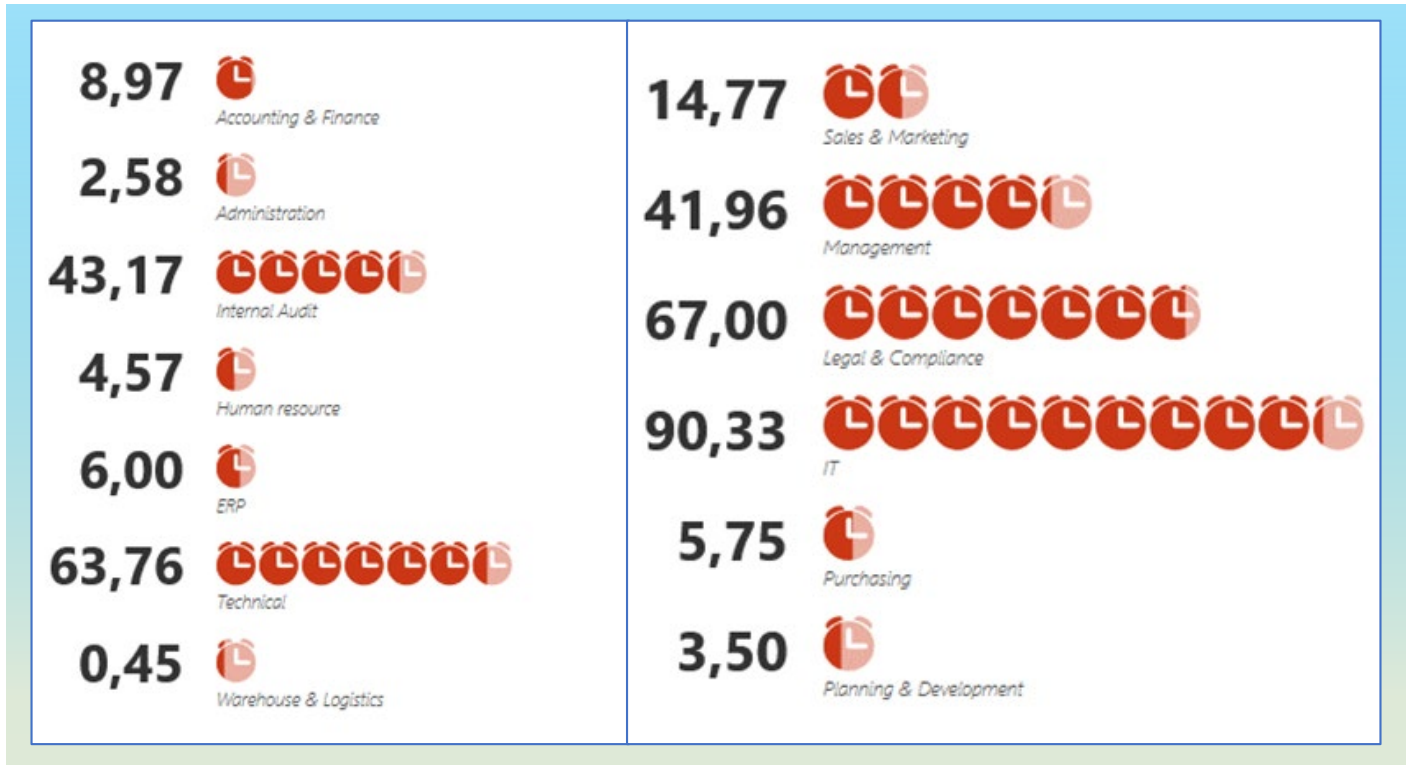 8,97
Accounting & Finance
2,58
Administration
43,17
Internal Audit
4,57
Human resource
6,00
ERP
63,76
Technical
0,45
Warehouse & Logistics
14,77
Sales & Marketing
41,96
Management
67,00
Legal & Compliance
90,33
IT
5,75
Purchasing
3,50
Planning & Development